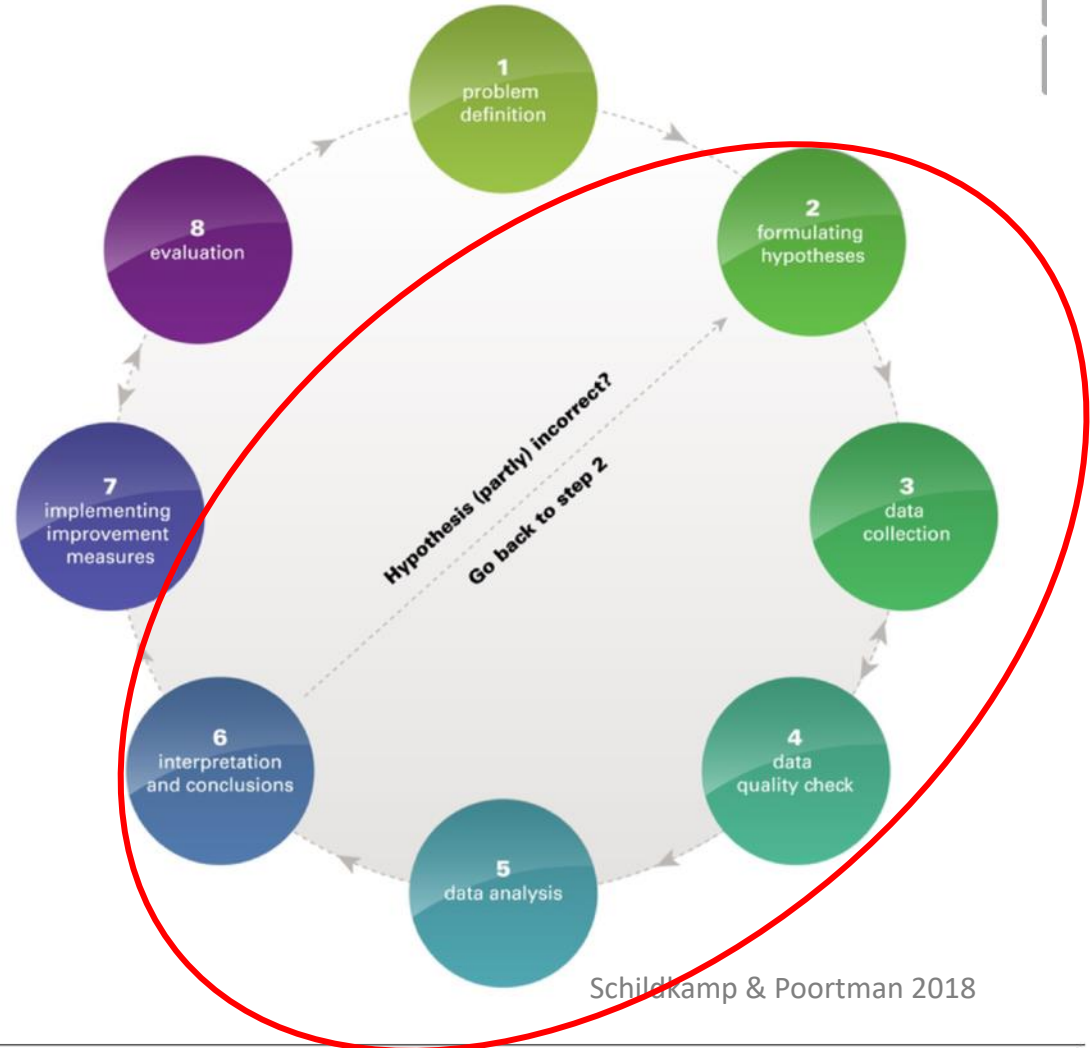 1
problem
definition
2
formulating
hypotheses
3
data
collection
4
data
quality check
5
data analysis
6
interpretation
and conclusions
7
implementing
improvement
measures
8
evaluation
Hypothesis (partly) incorrect?
Go back to step 2
Schildkamp & Poortman 2018